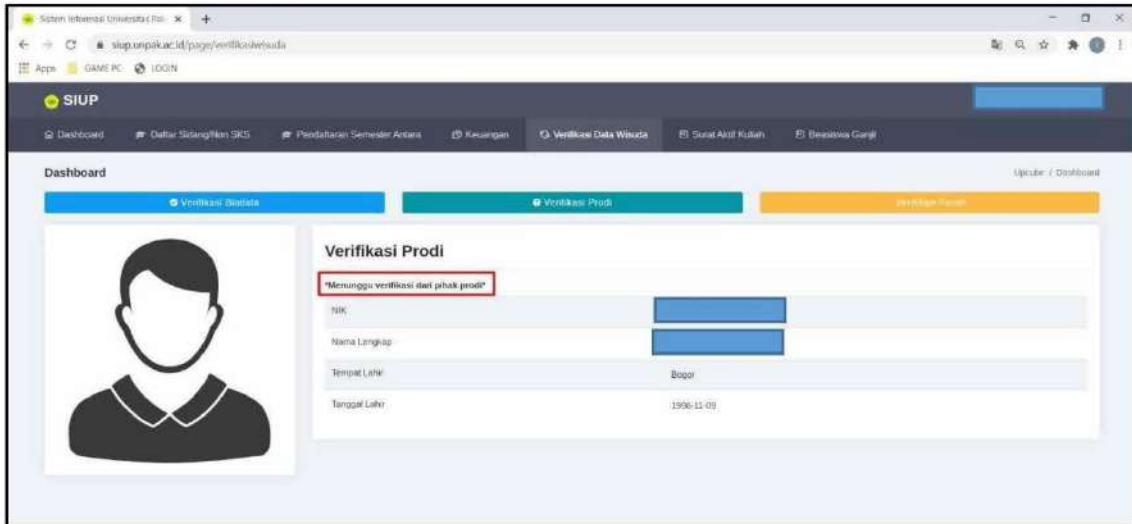 Sistem Informasi Universitas
siup.unpak.ac.id/page/verifikasiwisuda
Apps GAME PC LOGIN
SIUP
Dashboard Daftar Sidang/Non SKS Pendaftaran Semester Antara Keuangan Verifikasi Data Wisuda Surat Aktif Kuliah Beasiswa Ganjil
Dashboard
Upcube / Dashboard
Verifikasi Biodata Verifikasi Prodi
Verifikasi Prodi
*Menunggu verifikasi dari pihak prodi*
NIK
Nama Lengkap
Tempat Lahir Bogor
Tanggal Lahir 1996-11-09